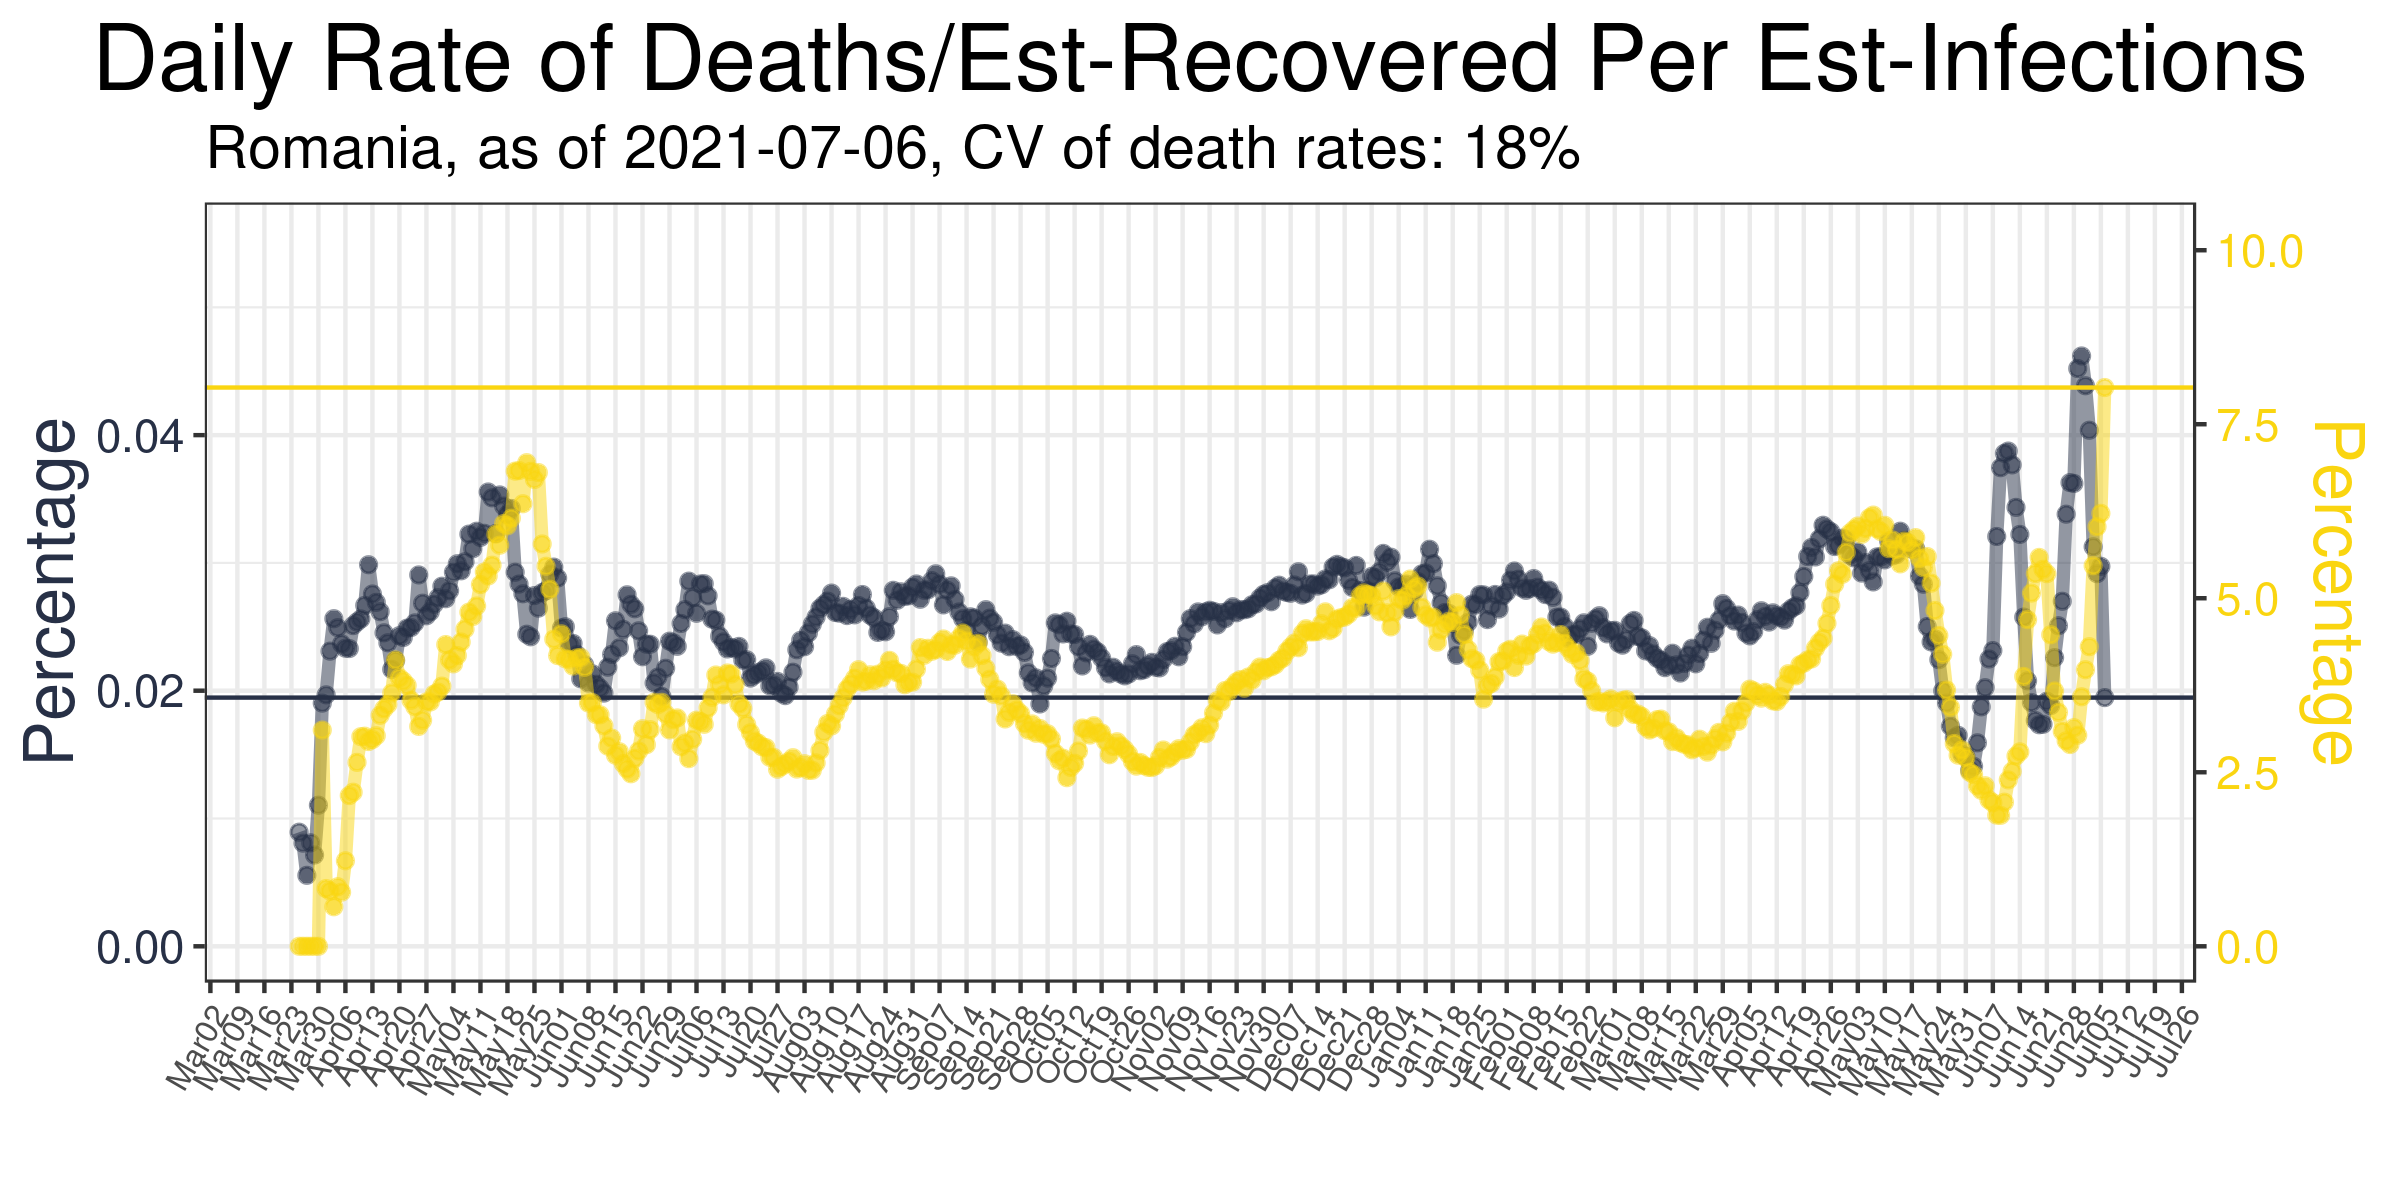 Daily Rate of Deaths/Est-Recovered Per Est-Infections
Romania, as of 2021-07-06, CV of death rates: 18%
Percentage
0.04
0.02
0.00
10.0
7.5
5.0
2.5
0.0
Percentage
Mar02
Mar09
Mar16
Mar23
Mar30
Apr06
Apr13
Apr20
Apr27
May04
May11
May18
May25
Jun01
Jun08
Jun15
Jun22
Jun29
Jul06
Jul13
Jul20
Jul27
Aug03
Aug10
Aug17
Aug24
Aug31
Sep07
Sep14
Sep21
Sep28
Oct05
Oct12
Oct19
Oct26
Nov02
Nov09
Nov16
Nov23
Nov30
Dec07
Dec14
Dec21
Dec28
Jan04
Jan11
Jan18
Jan25
Feb01
Feb08
Feb15
Feb22
Mar01
Mar08
Mar15
Mar22
Mar29
Apr05
Apr12
Apr19
Apr26
May03
May10
May17
May24
May31
Jun07
Jun14
Jun21
Jun28
Jul05
Jul12
Jul19
Jul26